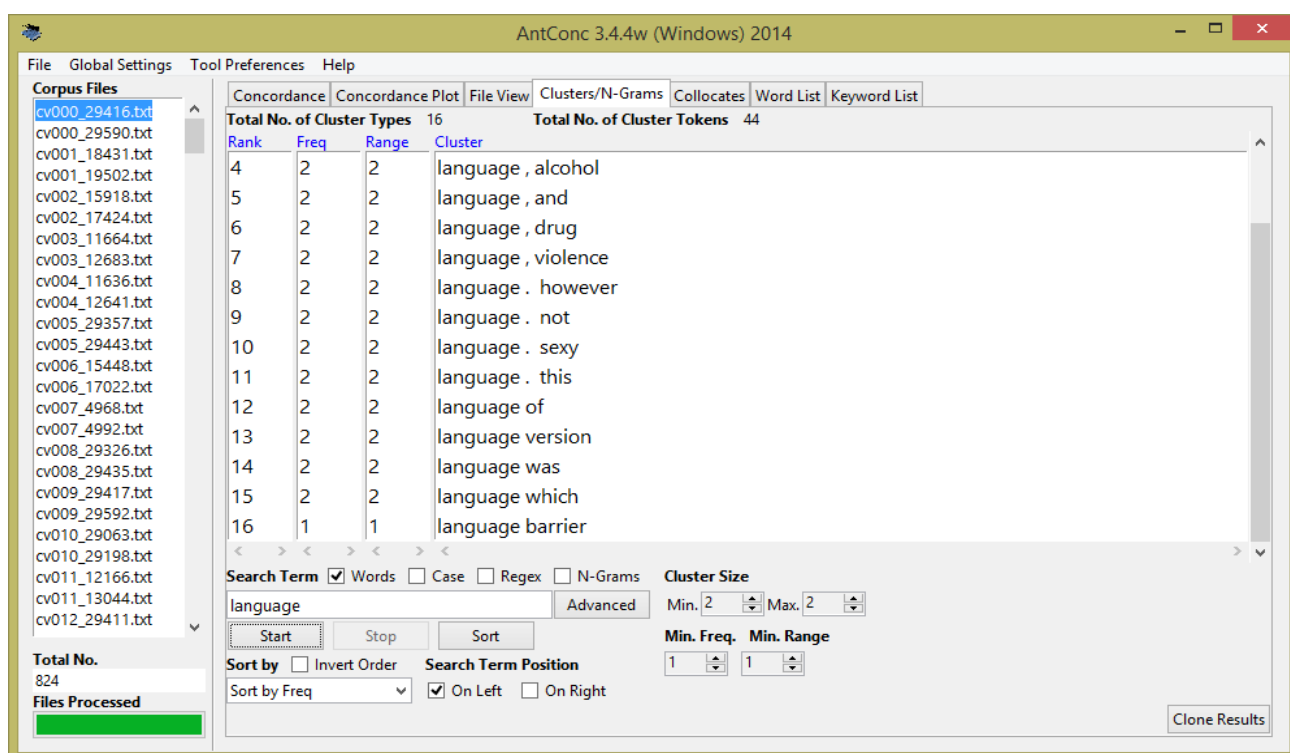 AntConc 3.4.4w (Windows) 2014
File Global Settings Tool Preferences Help
Corpus Files
cv000_29416.txt
cv000_29590.txt
cv001_18431.txt
cv001_19502.txt
cv002_15918.txt
cv002_17424.txt
cv003_11664.txt
cv003_12683.txt
cv004_11636.txt
cv004_12641.txt
cv005_29357.txt
cv005_29443.txt
cv006_15448.txt
cv006_17022.txt
cv007_4968.txt
cv007_4992.txt
cv008_29326.txt
cv008_29435.txt
cv009_29417.txt
cv009_29592.txt
cv010_29063.txt
cv010_29198.txt
cv011_12166.txt
cv011_13044.txt
cv012_29411.txt
Total No.
824
Files Processed
Concordance Concordance Plot File View Clusters/N-Grams Collocates Word List Keyword List
Total No. of Cluster Types 16 Total No. of Cluster Tokens 44
Rank Freq Range Cluster
4 2 2 language , alcohol
5 2 2 language , and
6 2 2 language , drug
7 2 2 language , violence
8 2 2 language . however
9 2 2 language . not
10 2 2 language . sexy
11 2 2 language . this
12 2 2 language of
13 2 2 language version
14 2 2 language was
15 2 2 language which
16 1 1 language barrier
Search Term Words Case Regex N-Grams Cluster Size
language Advanced Min. 2 Max. 2
Start Stop Sort Min. Freq. Min. Range
Sort by Invert Order Search Term Position 1 1
Sort by Freq On Left On Right
Clone Results